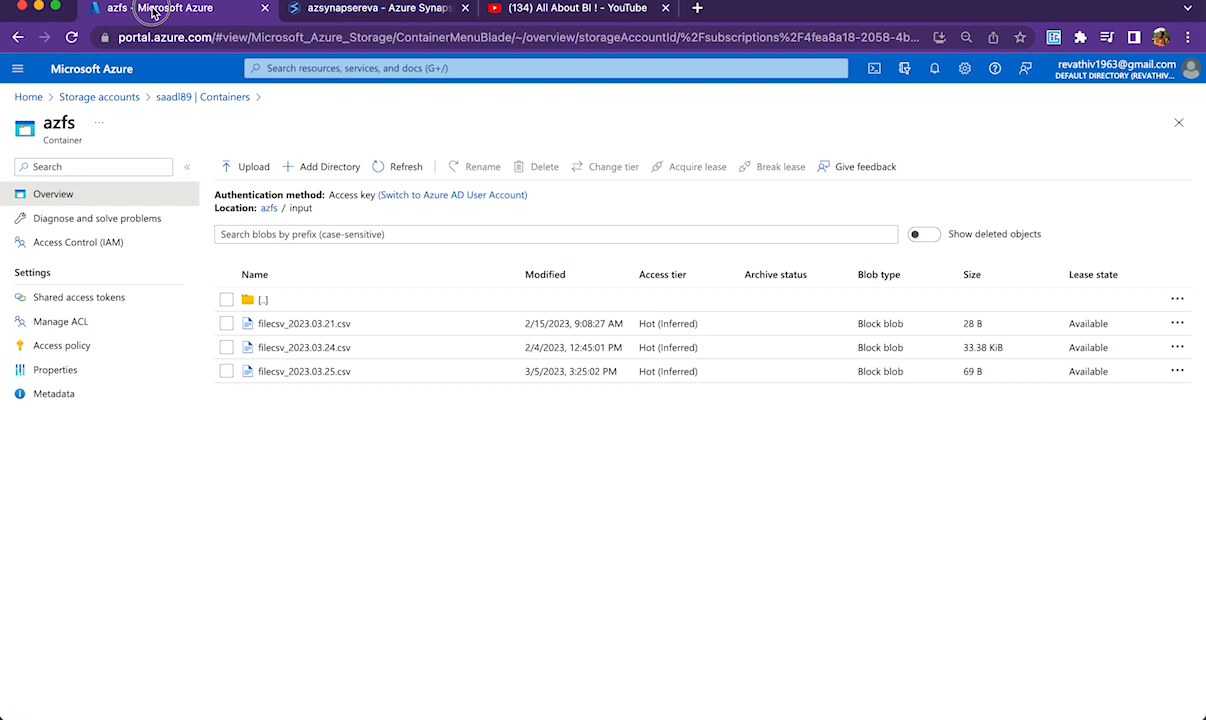 azfs - Microsoft Azure
azsynapsereva - Azure Synaps
(134) All About BI ! - YouTube
portal.azure.com/#view/Microsoft_Azure_Storage/ContainerMenuBlade/~/overview/storageAccountId/%2Fsubscriptions%2F4fea8a18-2058-4b...
Microsoft Azure
Search resources, services, and docs (G+/)
revathiv1963@gmail.com
DEFAULT DIRECTORY (REVATHIV...
Home > Storage accounts > saadl89 | Containers >
azfs ...
Container
Search
«
Upload
Add Directory
Refresh
Rename
Delete
Change tier
Acquire lease
Break lease
Give feedback
Overview
Diagnose and solve problems
Access Control (IAM)
Settings
Shared access tokens
Manage ACL
Access policy
Properties
Metadata
Authentication method: Access key (Switch to Azure AD User Account)
Location: azfs / input
Search blobs by prefix (case-sensitive)
Show deleted objects
Name Modified Access tier Archive status Blob type Size Lease state
[..]
filecsv_2023.03.21.csv 2/15/2023, 9:08:27 AM Hot (Inferred) Block blob 28 B Available
filecsv_2023.03.24.csv 2/4/2023, 12:45:01 PM Hot (Inferred) Block blob 33.38 KiB Available
filecsv_2023.03.25.csv 3/5/2023, 3:25:02 PM Hot (Inferred) Block blob 69 B Available